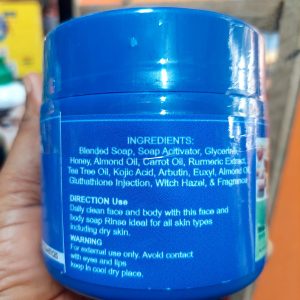 INGREDIENTS:
Blended Soap, Soap Acitivator, Glycerine,
Honey, Almond Oil, Carrot Oil, Rumeric Extract,
Tea Tree Oil, Kojic Acid, Arbutin, Euxyl, Almond Oil,
Gluthathione Injection, Witch Hazel, & Fragrance
DIRECTION Use
Daily clean face and body with this face and
body soap Rinse ideal for all skin types
including dry skin.
WARNING
For external use only. Avoid contact
with eyes and lips
keep in cool dry place.